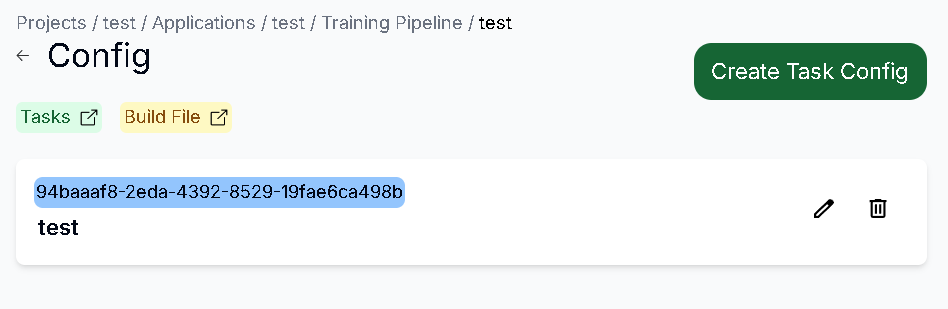 Projects / test / Applications / test / Training Pipeline / test
Config
Create Task Config
Tasks
Build File
94baaaf8-2eda-4392-8529-19fae6ca498b
test